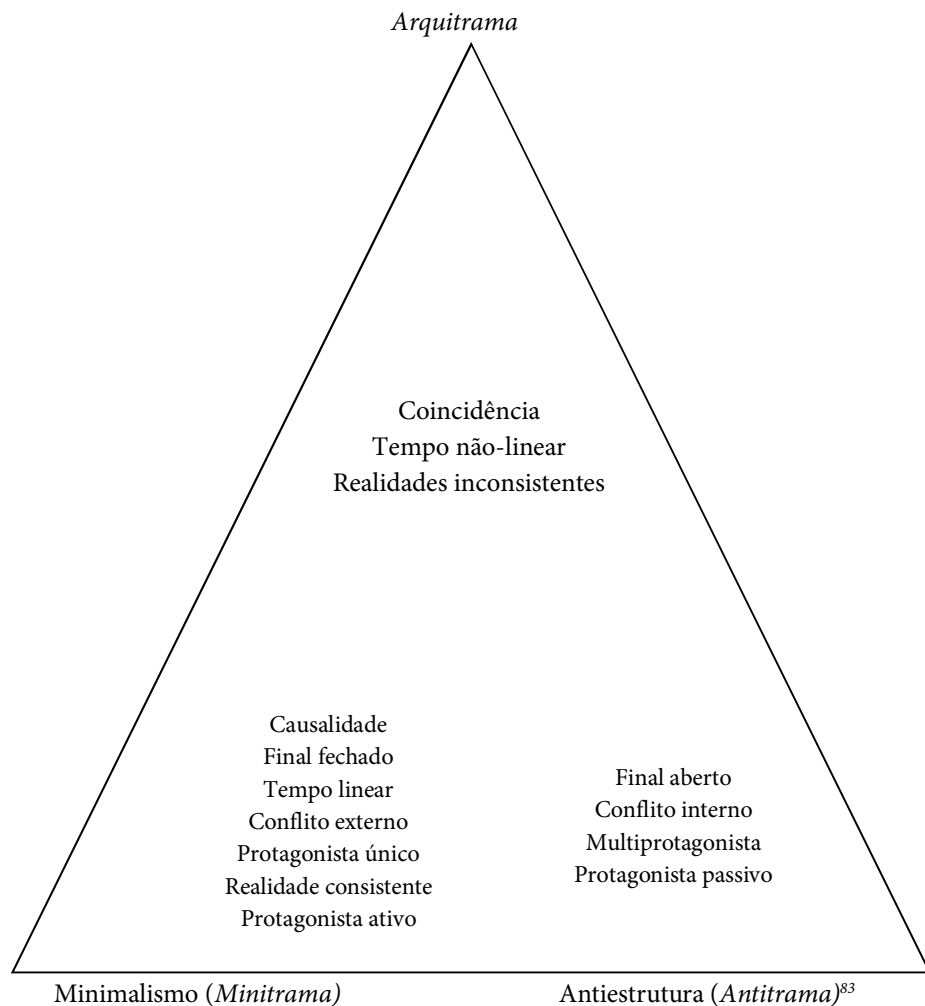 Arquitrama
Coincidência
Tempo não-linear
Realidades inconsistentes
Causalidade
Final fechado
Tempo linear
Conflito externo
Protagonista único
Realidade consistente
Protagonista ativo
Final aberto
Conflito interno
Multiprotagonista
Protagonista passivo
Minimalismo (Minitrama)
Antiestrutura (Antitrama)⁸³